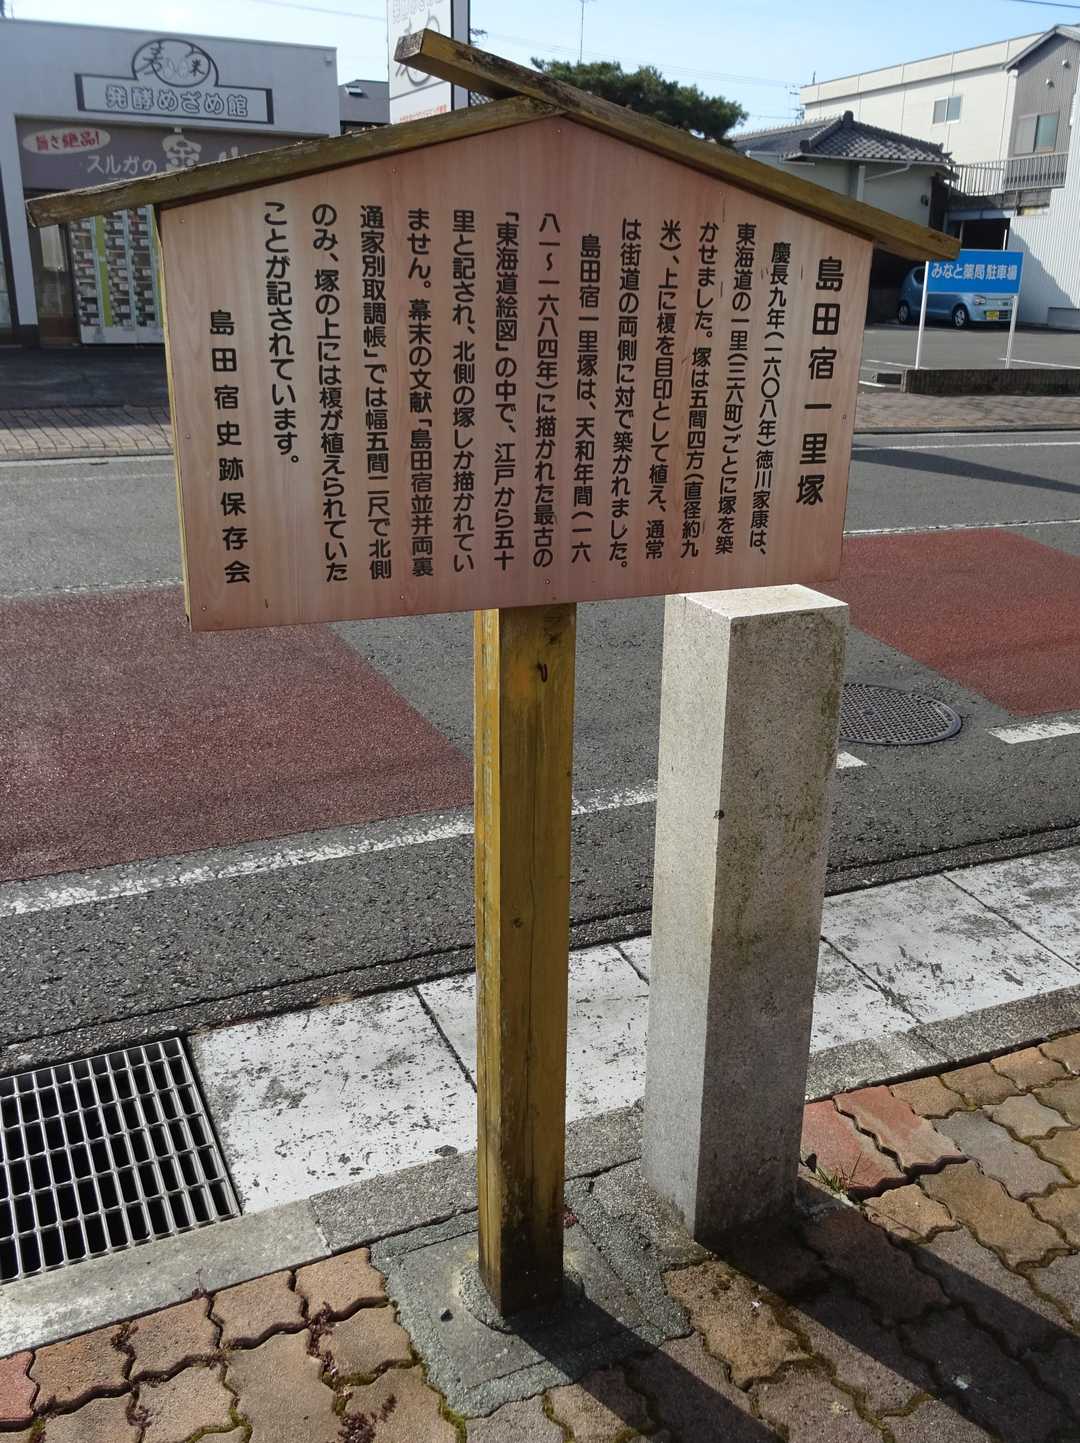 島田宿一里塚
慶長九年(一六〇八年)徳川家康は、
東海道の一里(三六町)ごとに塚を築
かせました。塚は五間四方(直径約九
米)、上に榎を目印として植え、通常
は街道の両側に対で築かれました。
島田宿一里塚は、天和年間(一六
八一〜一六八四年)に描かれた最古の
「東海道絵図」の中で、江戸から五十
里と記され、北側の塚しか描かれてい
ません。幕末の文献「島田宿並井両裏
通家別取調帳」では幅五間二尺で北側
のみ、塚の上には榎が植えられていた
ことが記されています。
島田宿史跡保存会
発酵めざめ館
旨さ絶品!
スルガの
みなと薬局 駐車場